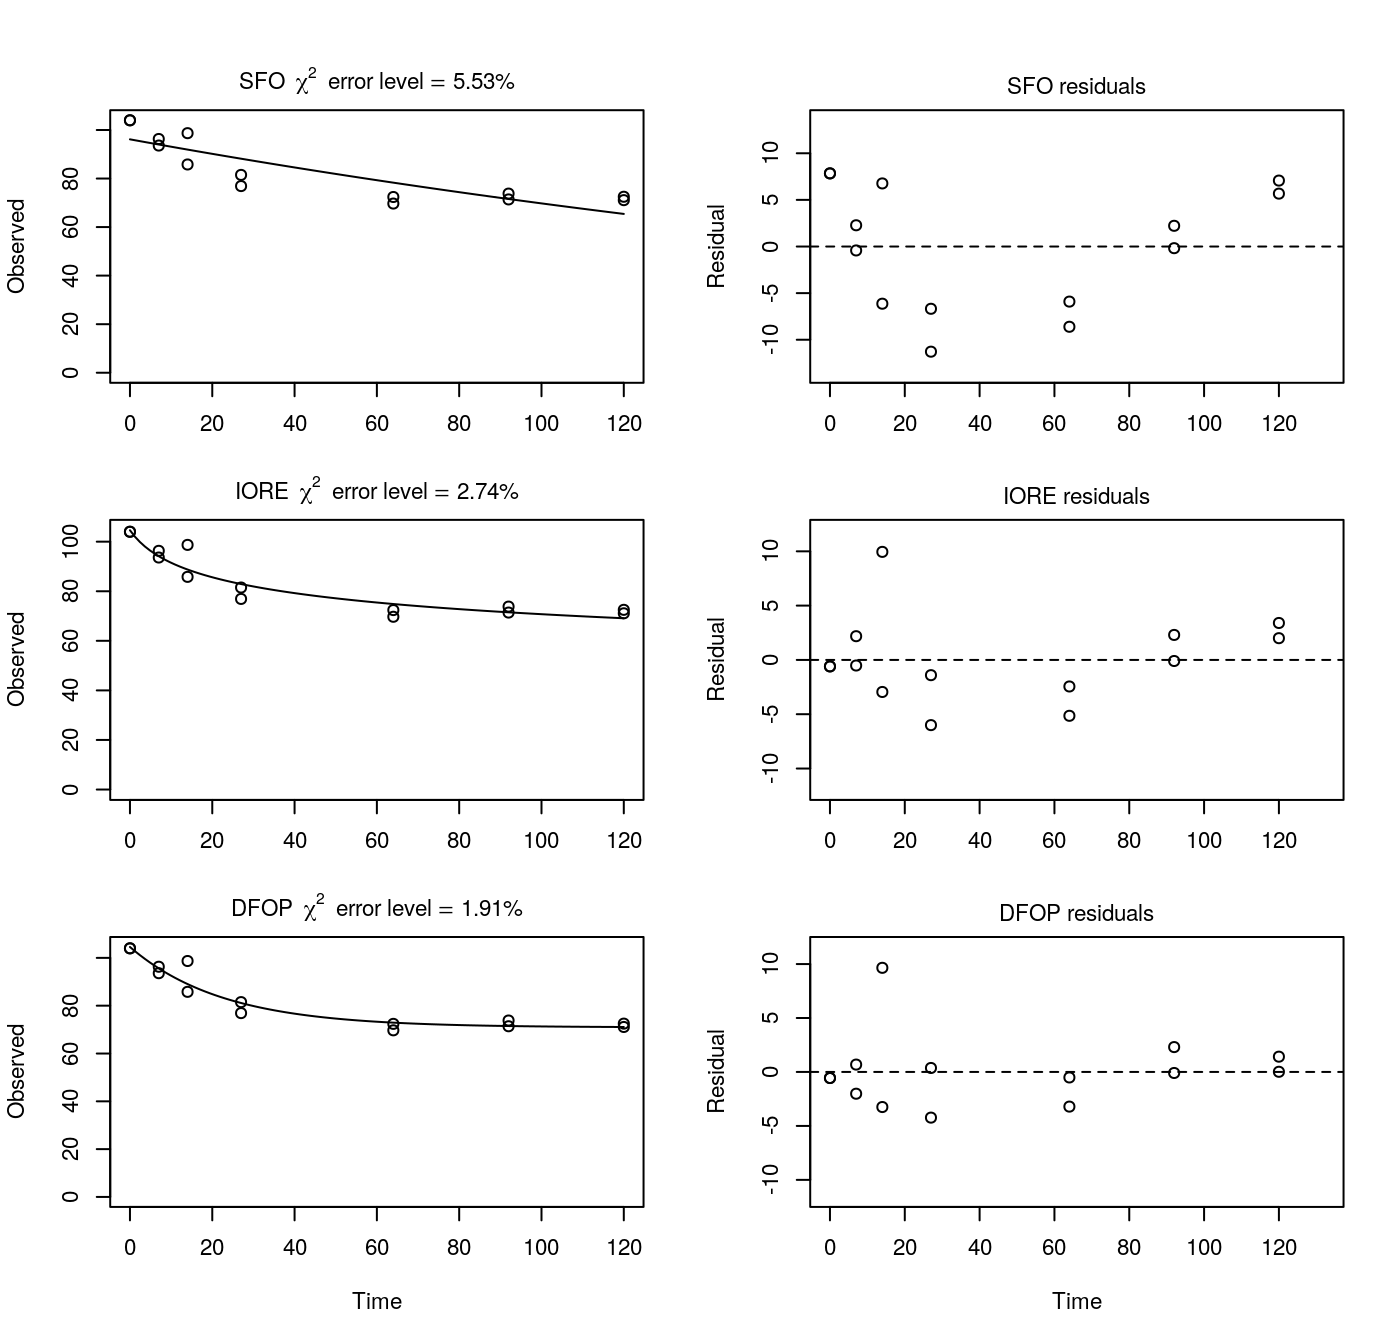 SFO χ2 error level = 5.53%
Observed
0 20 40 60 80
0 20 40 60 80 100 120
SFO residuals
Residual
-10 -5 0 5 10
0 20 40 60 80 100 120
IORE χ2 error level = 2.74%
Observed
0 20 40 60 80 100
0 20 40 60 80 100 120
IORE residuals
Residual
-10 -5 0 5 10
0 20 40 60 80 100 120
DFOP χ2 error level = 1.91%
Observed
0 20 40 60 80
0 20 40 60 80 100 120
Time
DFOP residuals
Residual
-10 -5 0 5 10
0 20 40 60 80 100 120
Time